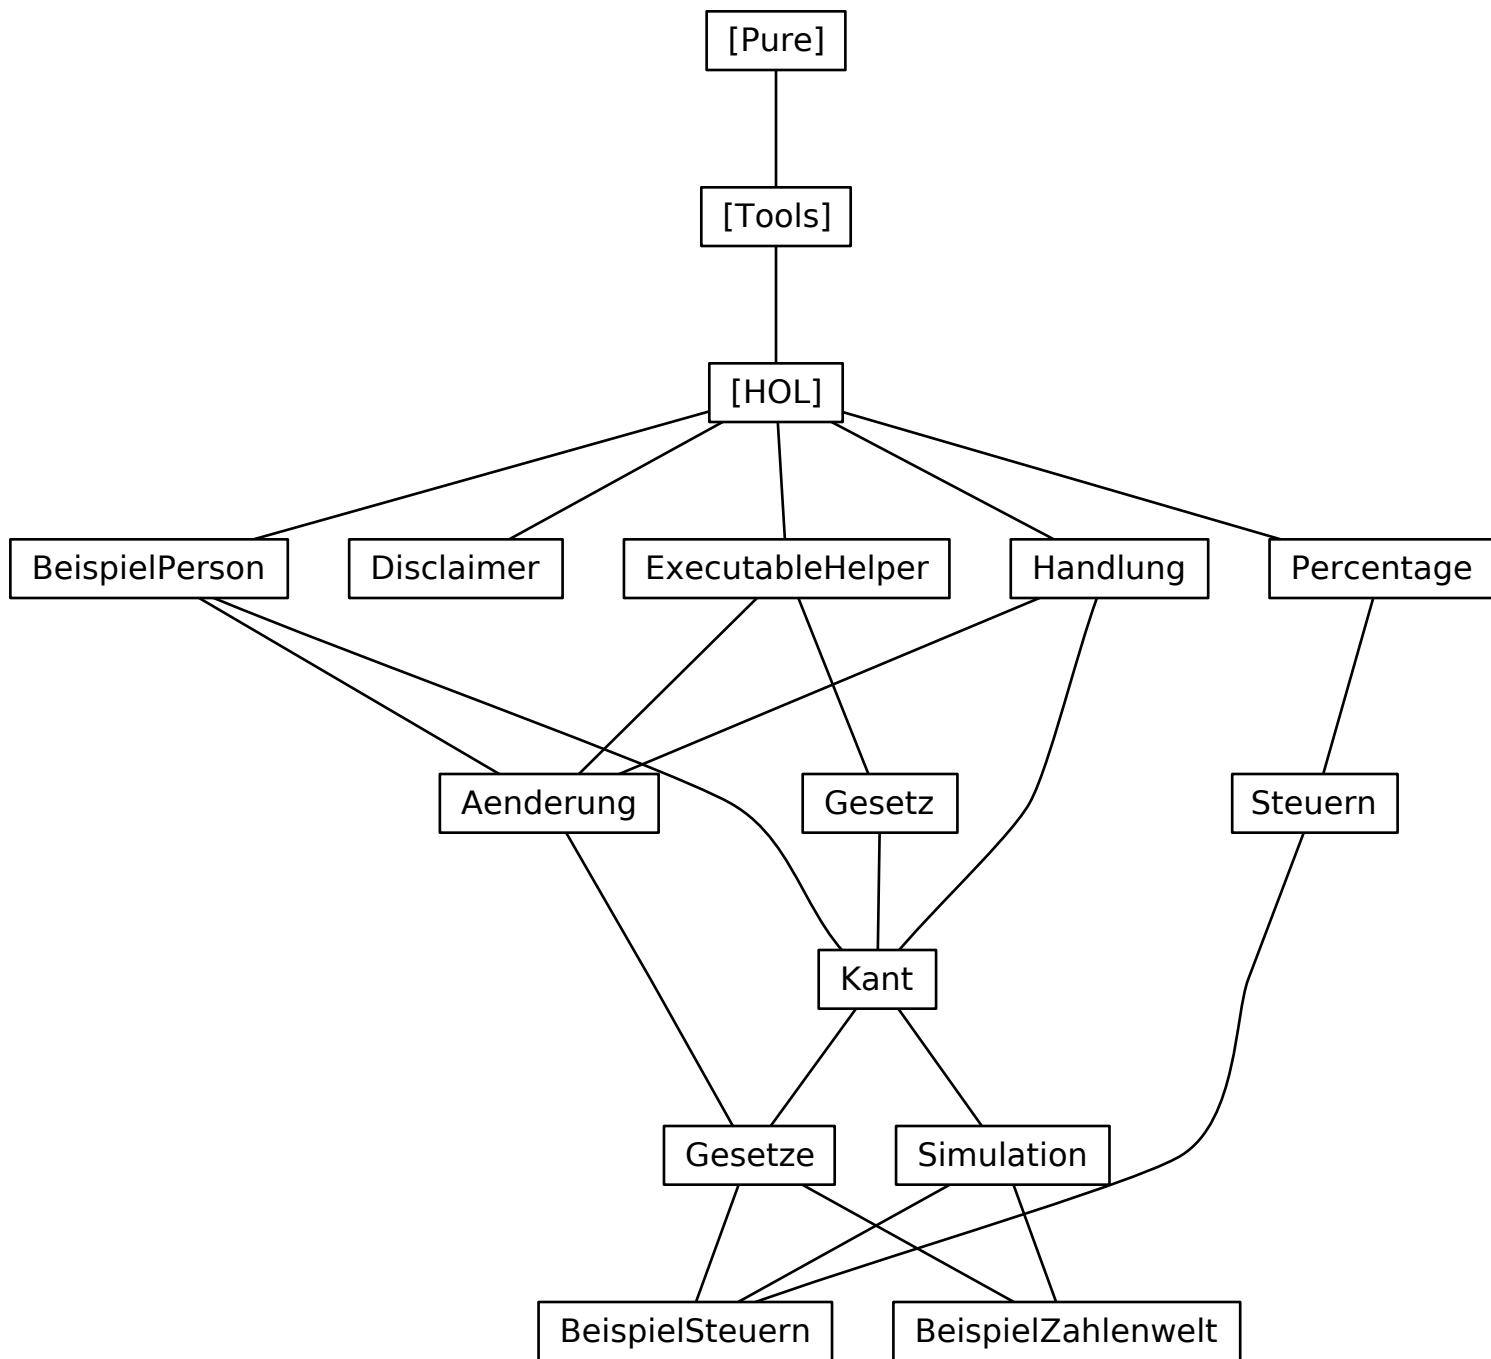 [Pure]
[Tools]
[HOL]
BeispielPerson
Disclaimer
ExecutableHelper
Handlung
Percentage
Aenderung
Gesetz
Steuern
Kant
Gesetze
Simulation
BeispielSteuern
BeispielZahlenwelt